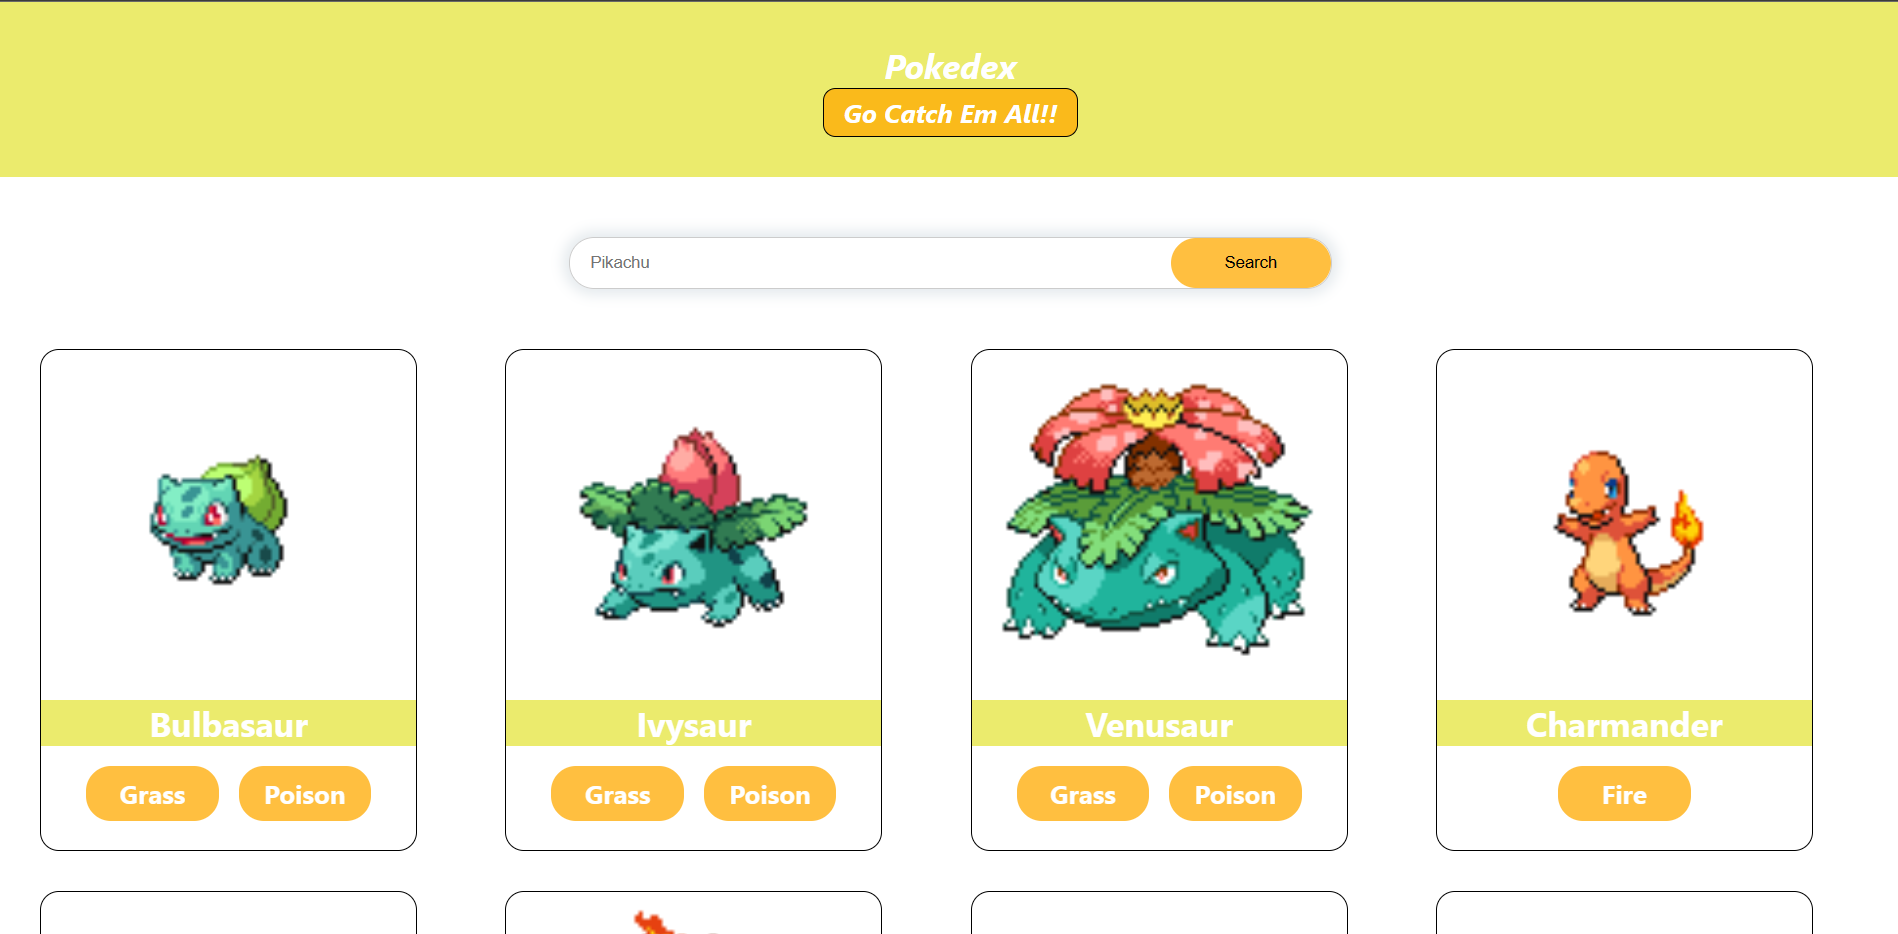 Pokedex
Go Catch Em All!!
Pikachu
Search
Bulbasaur
Grass
Poison
Ivysaur
Grass
Poison
Venusaur
Grass
Poison
Charmander
Fire